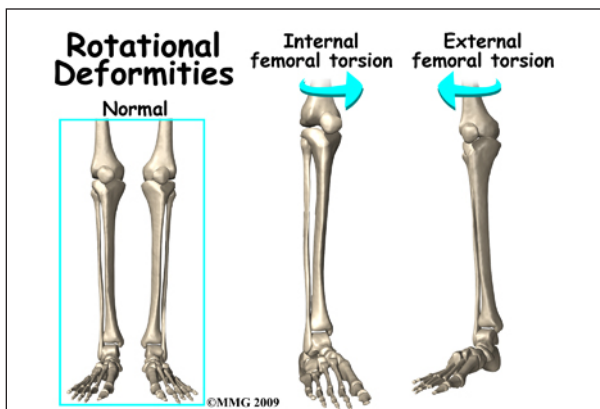 Rotational
Deformities
Normal
Internal
femoral torsion
External
femoral torsion
©MMG 2009